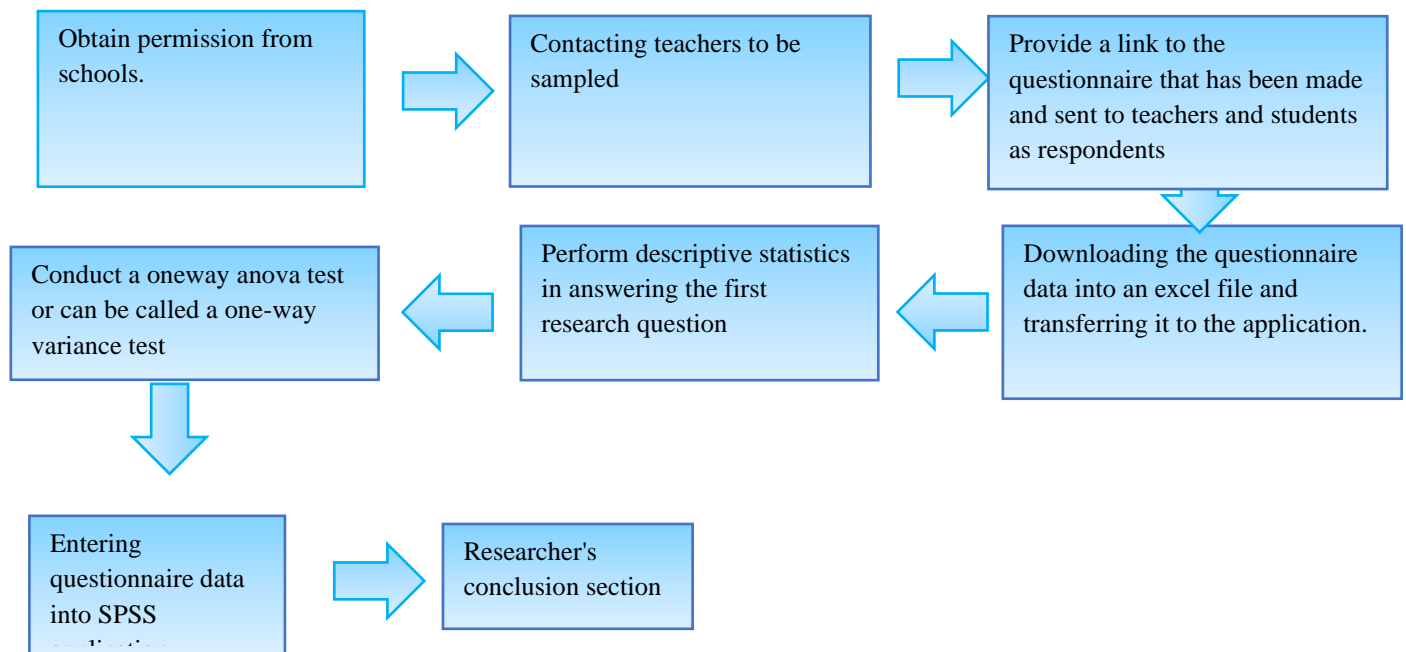 Obtain permission from
schools.
Contacting teachers to be
sampled
Provide a link to the
questionnaire that has been made
and sent to teachers and students
as respondents
Downloading the questionnaire
data into an excel file and
transferring it to the application.
Perform descriptive statistics
in answering the first
research question
Conduct a oneway anova test
or can be called a one-way
variance test
Entering
questionnaire data
into SPSS
Researcher's
conclusion section